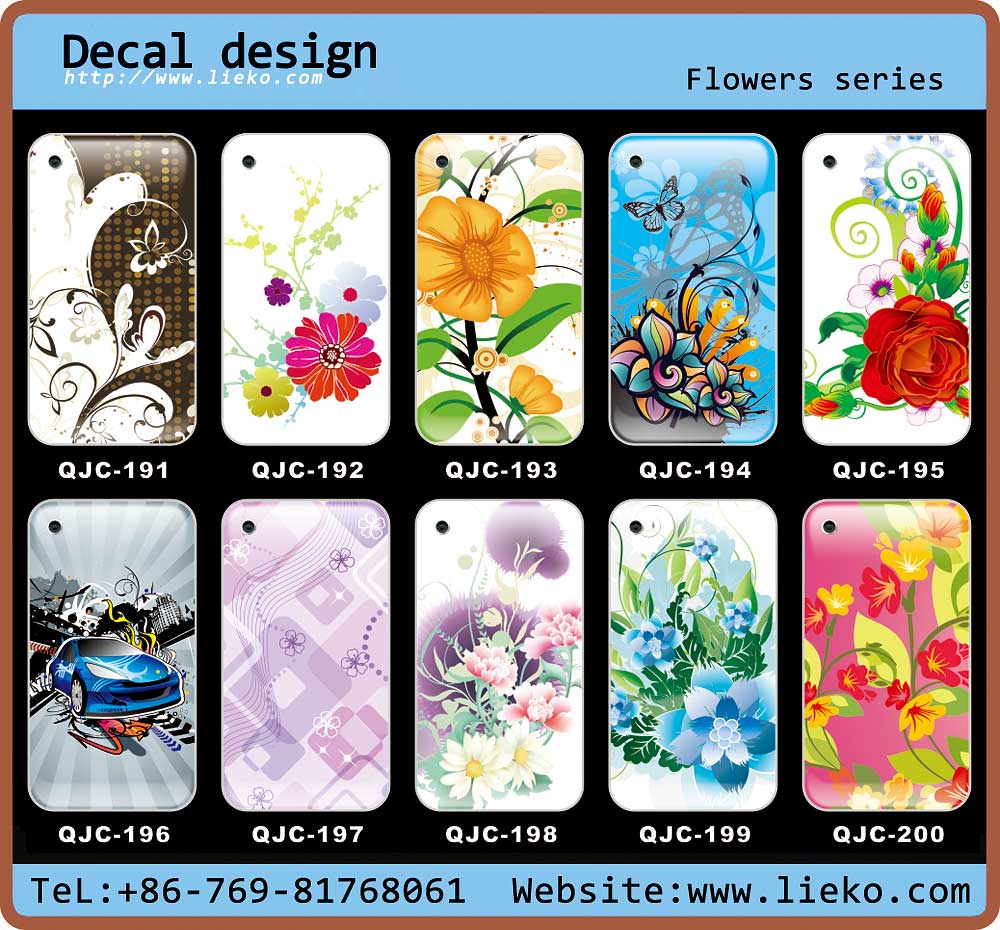 Decal design
http://www.lieko.com
Flowers series
QJC-191 QJC-192 QJC-193 QJC-194 QJC-195
QJC-196 QJC-197 QJC-198 QJC-199 QJC-200
TeL:+86-769-81768061 Website:www.lieko.com